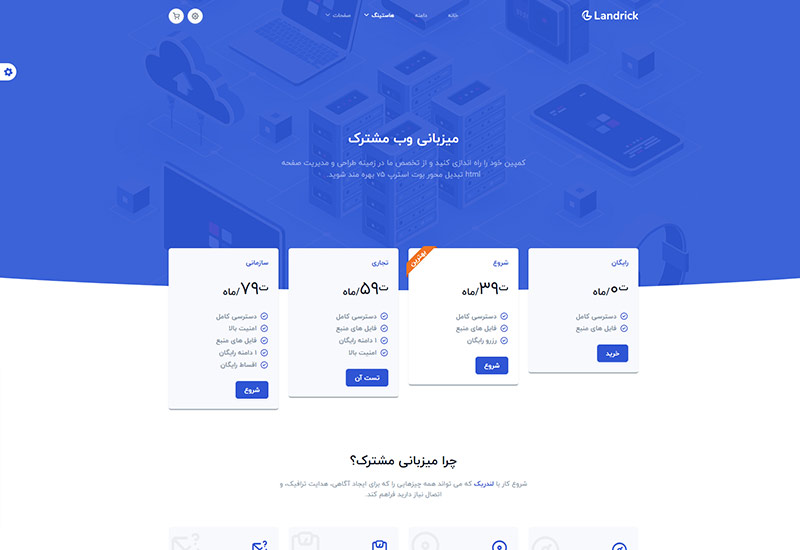 Landrick
خانه
دامنه
هاستینگ
صفحات
میزبانی وب مشترک
کمپین خود را راه اندازی کنید و از تخصص ما در زمینه طراحی و مدیریت صفحه
html تبدیل محور بوت استرپ v۵ بهره مند شوید.
رایگان
ت۰/ماه
دسترسی کامل
فایل های منبع
خرید
بهترین
شروع
ت۳۹/ماه
دسترسی کامل
فایل های منبع
رزرو رایگان
شروع
تجاری
ت۵۹/ماه
دسترسی کامل
فایل های منبع
۱ دامنه رایگان
امنیت بالا
تست آن
سازمانی
ت۷۹/ماه
دسترسی کامل
امنیت بالا
فایل های منبع
۱ دامنه رایگان
اقساط رایگان
شروع
چرا میزبانی مشترک؟
شروع کار با لندریک که می تواند همه چیزهایی را که برای ایجاد آگاهی، هدایت ترافیک، و
اتصال نیاز دارید فراهم کند.